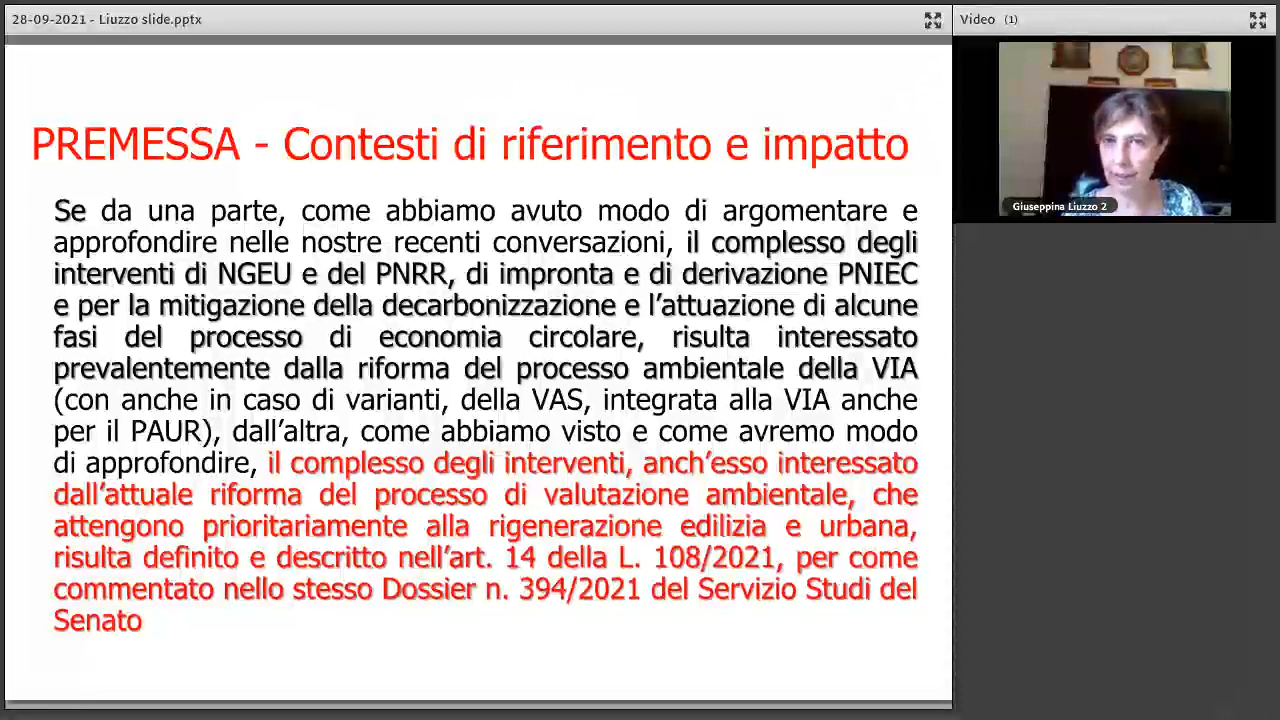 28-09-2021 - Liuzzo slide.pptx
Video (1)
Giuseppina Liuzzo 2
PREMESSA - Contesti di riferimento e impatto
Se da una parte, come abbiamo avuto modo di argomentare e
approfondire nelle nostre recenti conversazioni, il complesso degli
interventi di NGEU e del PNRR, di impronta e di derivazione PNIEC
e per la mitigazione della decarbonizzazione e l’attuazione di alcune
fasi del processo di economia circolare, risulta interessato
prevalentemente dalla riforma del processo ambientale della VIA
(con anche in caso di varianti, della VAS, integrata alla VIA anche
per il PAUR), dall’altra, come abbiamo visto e come avremo modo
di approfondire, il complesso degli interventi, anch’esso interessato
dall’attuale riforma del processo di valutazione ambientale, che
attengono prioritariamente alla rigenerazione edilizia e urbana,
risulta definito e descritto nell’art. 14 della L. 108/2021, per come
commentato nello stesso Dossier n. 394/2021 del Servizio Studi del
Senato